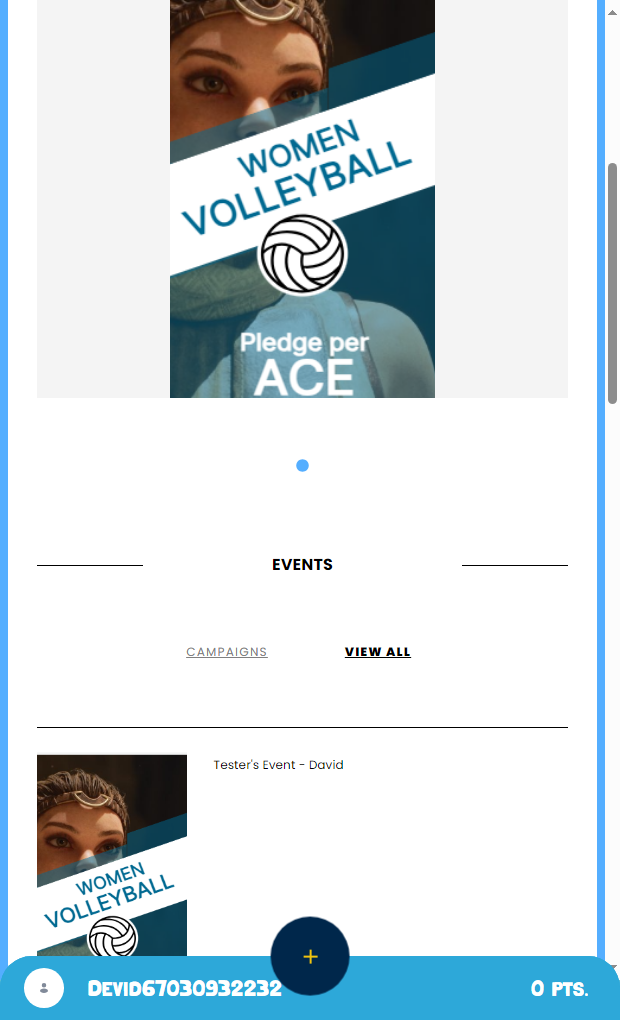 WOMEN
VOLLEYBALL
Pledge per
ACE
EVENTS
CAMPAIGNS
VIEW ALL
Tester's Event - David
WOMEN
VOLLEYBALL
+
Devid67030932232
0 PTS.